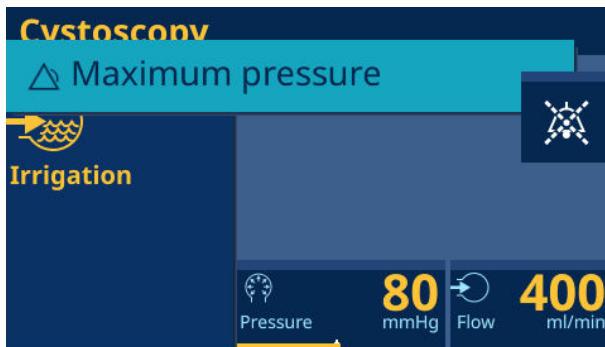 Cystoscopy
Maximum pressure
Irrigation
80
400
Pressure
mmHg
Flow
ml/min